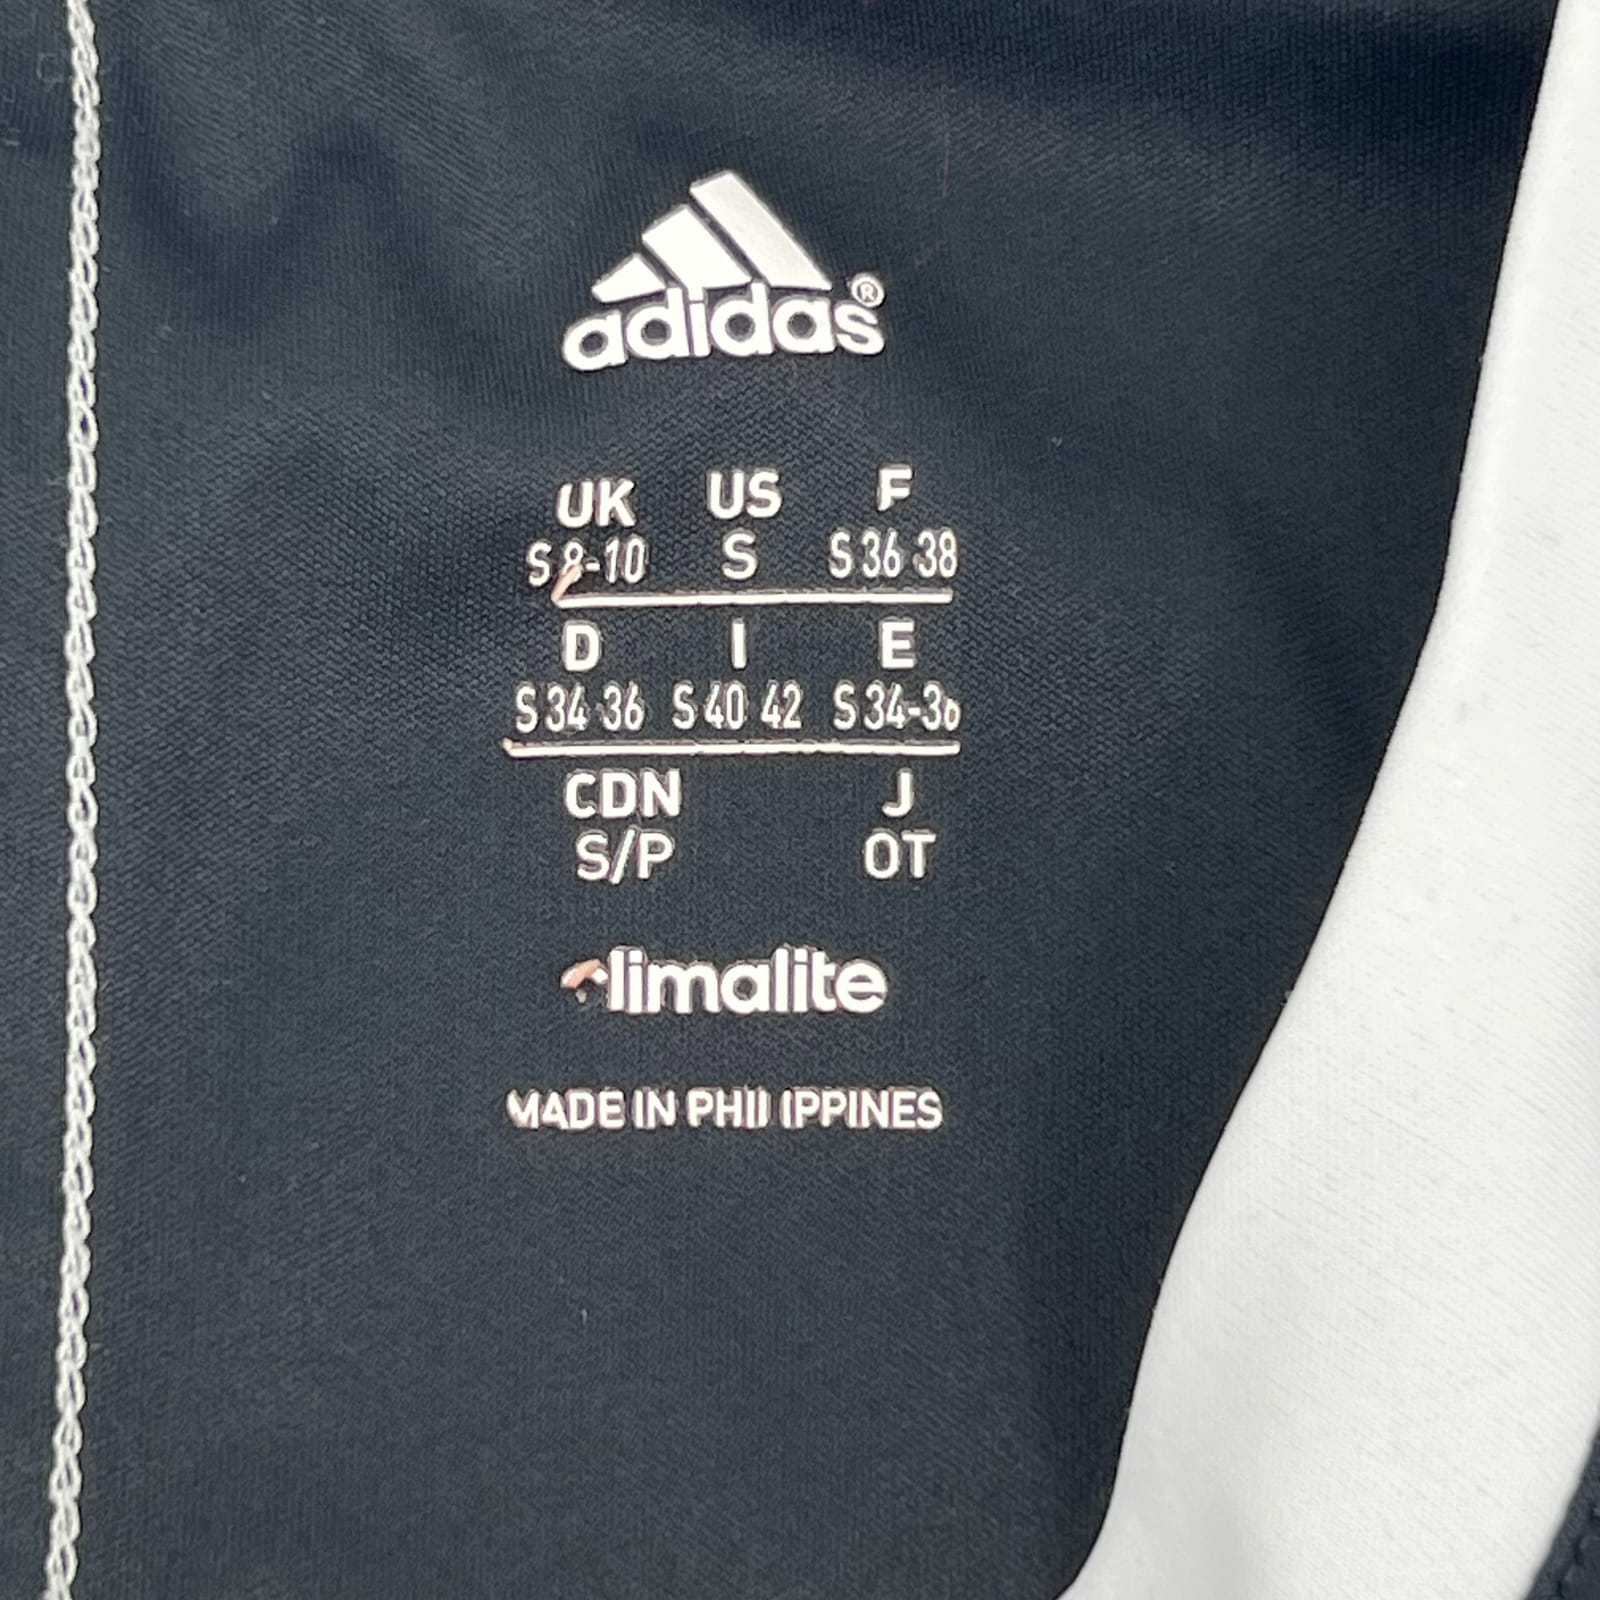 adidas®
UK US F
S 8-10 S S 36 38
D I E
S 34 36 S 40 42 S 34-36
CDN J
S/P OT
climalite
MADE IN PHILIPPINES